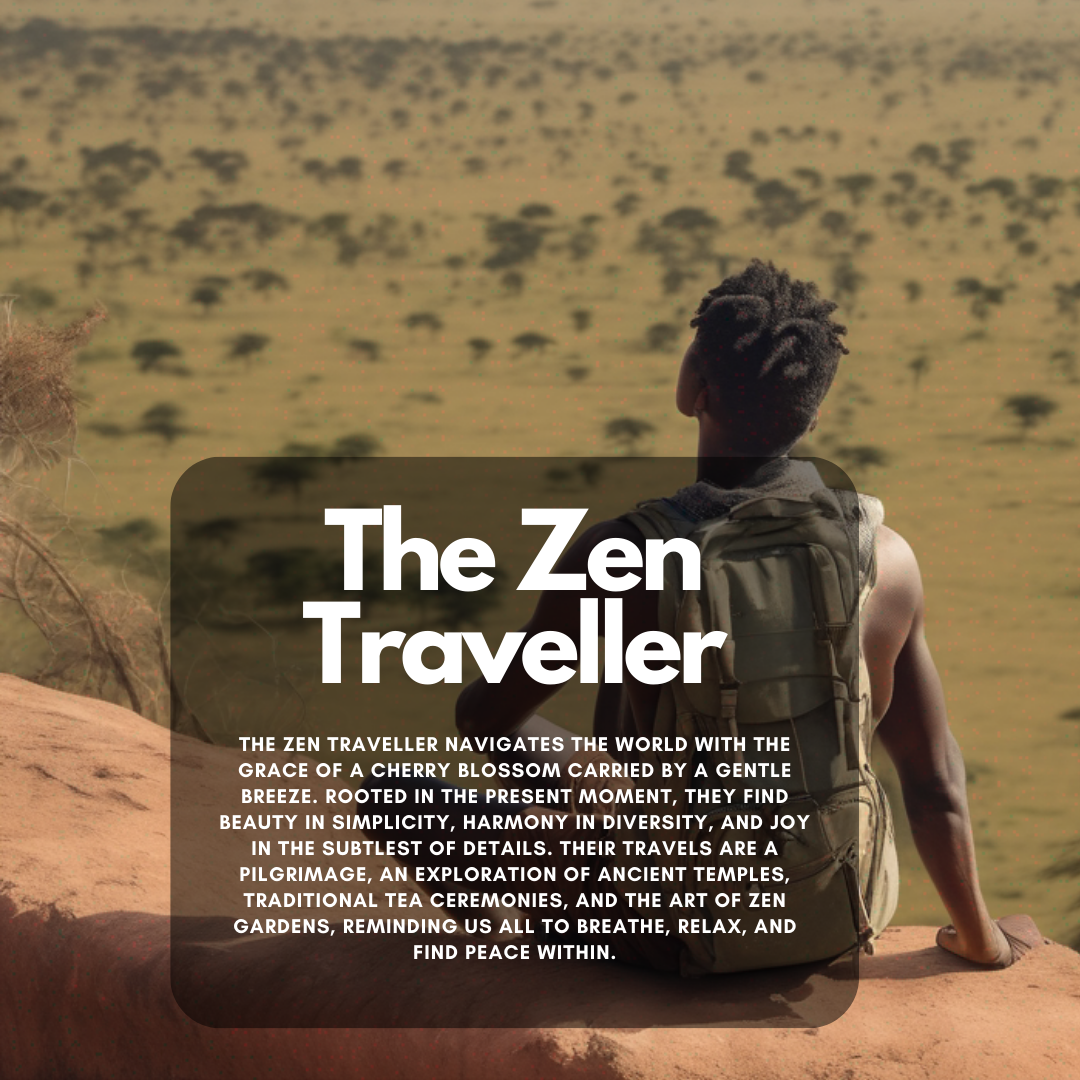 The Zen
Traveller
THE ZEN TRAVELLER NAVIGATES THE WORLD WITH THE
GRACE OF A CHERRY BLOSSOM CARRIED BY A GENTLE
BREEZE. ROOTED IN THE PRESENT MOMENT, THEY FIND
BEAUTY IN SIMPLICITY, HARMONY IN DIVERSITY, AND JOY
IN THE SUBTLEST OF DETAILS. THEIR TRAVELS ARE A
PILGRIMAGE, AN EXPLORATION OF ANCIENT TEMPLES,
TRADITIONAL TEA CEREMONIES, AND THE ART OF ZEN
GARDENS, REMINDING US ALL TO BREATHE, RELAX, AND
FIND PEACE WITHIN.